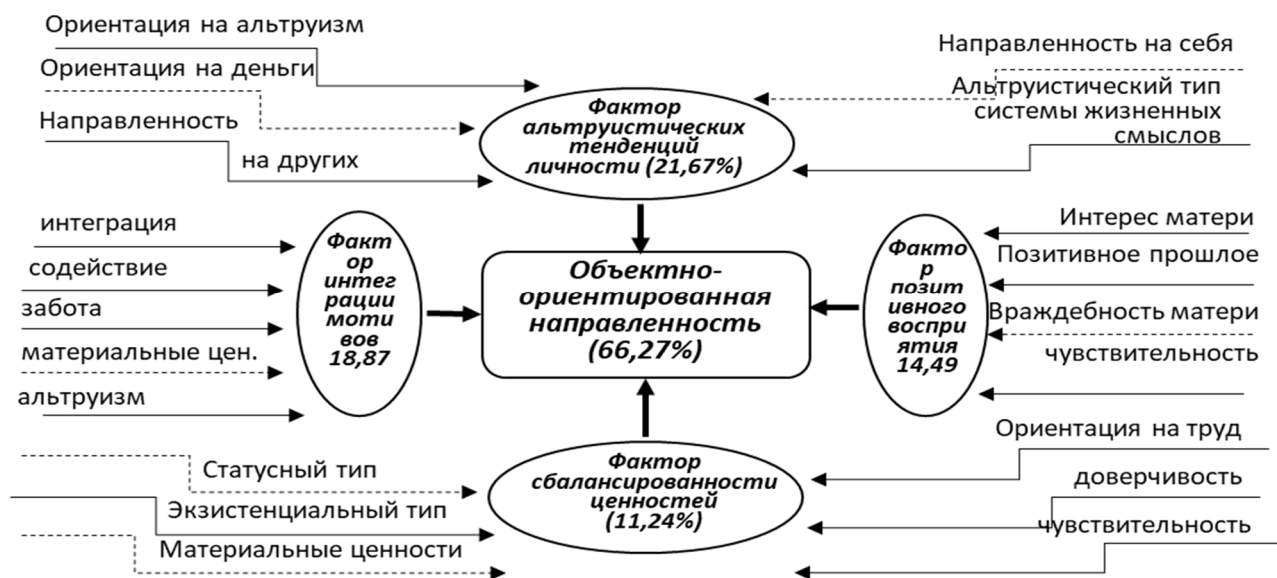 Ориентация на альтруизм
Ориентация на деньги
Направленность
на других
Фактор
альтруистических
тенденций
личности (21,67%)
Направленность на себя
Альтруистический тип
системы жизненных
смыслов
интеграция
содействие
забота
материальные цен.
альтруизм
Факт
ор
интег
рации
моти
вов
18,87
Объектно-
ориентированная
направленность
(66,27%)
Факто
р
позит
ивного
воспри
ятия
14,49
Интерес матери
Позитивное прошлое
Враждебность матери
чувствительность
Статусный тип
Экзистенциальный тип
Материальные ценности
Фактор
сбалансированности
ценностей
(11,24%)
Ориентация на труд
доверчивость
чувствительность